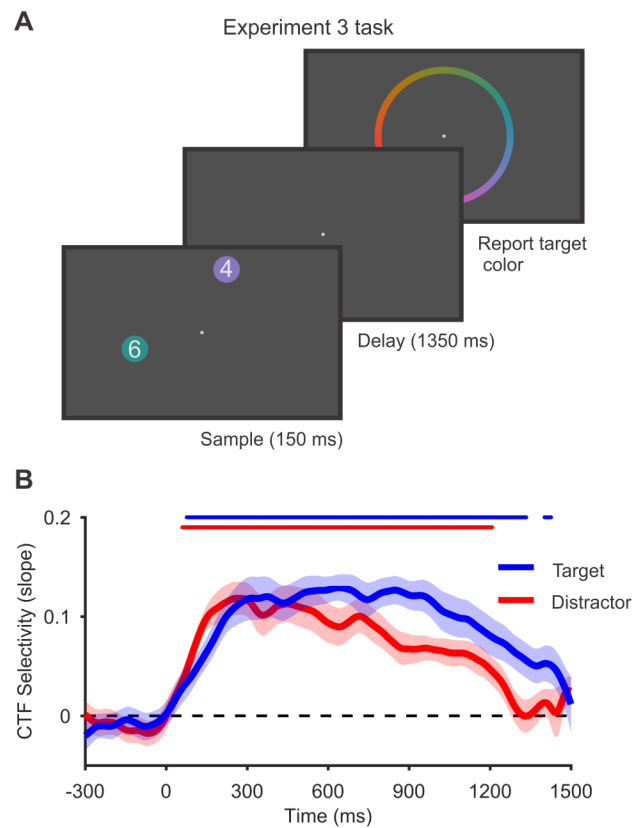 A
Experiment 3 task
Report target
color
4
Delay (1350 ms)
6
Sample (150 ms)
B
CTF Selectivity (slope)
0.2
0.1
0
Target
Distractor
-300 0 300 600 900 1200 1500
Time (ms)